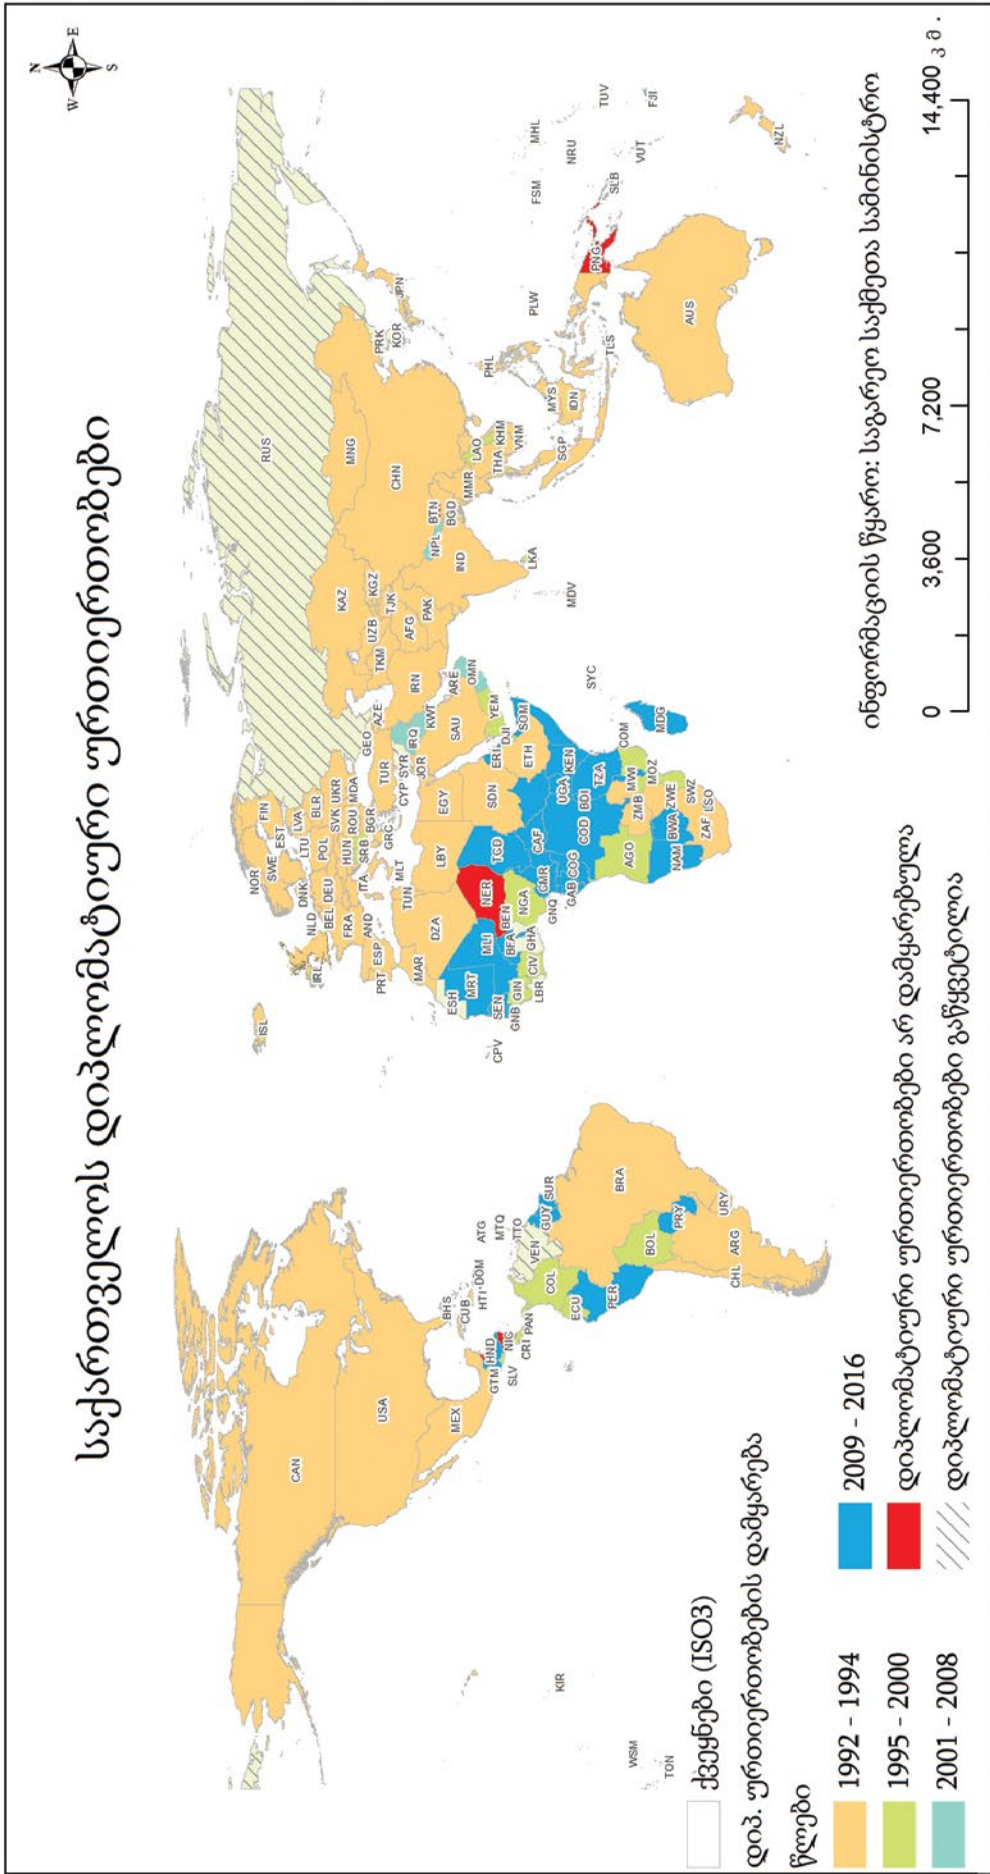 საქართველოს დიპლომატიური ურთიერთობები
N
W
E
S
RUS
CAN
USA
MEX
GTM
HND
SLV
NIC
CRI
PAN
BHS
CUB
HTI
DOM
ATG
MTQ
TTO
VEN
GUY
SUR
COL
ECU
PER
BRA
BOL
PRY
URY
ARG
CHL
KIR
WSM
TON
ISL
NOR
SWE
FIN
EST
LVA
LTU
DNK
IRL
NLD
BEL
DEU
POL
BLR
UKR
SVK
HUN
ROU
MDA
FRA
AND
ITA
SRB
BGR
PRT
ESP
MLT
GRC
CYP
TUR
GEO
AZE
SYR
IRQ
JOR
KWT
IRN
SAU
ARE
OMN
YEM
KAZ
UZB
KGZ
TKM
TJK
AFG
PAK
IND
NPL
BTN
BGD
LKA
MDV
MNG
CHN
PRK
KOR
JPN
MMR
LAO
THA
KHM
VNM
PHL
MYS
SGP
IDN
TLS
PLW
FSM
MHL
NRU
PNG
SLB
TUV
VUT
FJI
AUS
NZL
MAR
DZA
TUN
LBY
EGY
ESH
MRT
MLI
NER
TCD
SDN
ERI
DJI
SOM
ETH
CPV
SEN
GNB
GIN
LBR
CIV
BFA
GHA
BEN
NGA
CMR
CAF
GNQ
GAB
COG
COD
UGA
KEN
BDI
TZA
SYC
COM
AGO
ZMB
MWI
MOZ
MDG
NAM
BWA
ZWE
ZAF
LSO
SWZ
ქვეყნები (ISO3)
დიპ. ურთიერთობების დამყარება
წლები
1992 - 1994
1995 - 2000
2001 - 2008
2009 - 2016
დიპლომატიური ურთიერთობები არ დამყარებულა
დიპლომატიური ურთიერთობები გაწყვეტილია
ინფორმაციის წყარო: საგარეო საქმეთა სამინისტრო
0
3,600
7,200
14,400
კ მ .